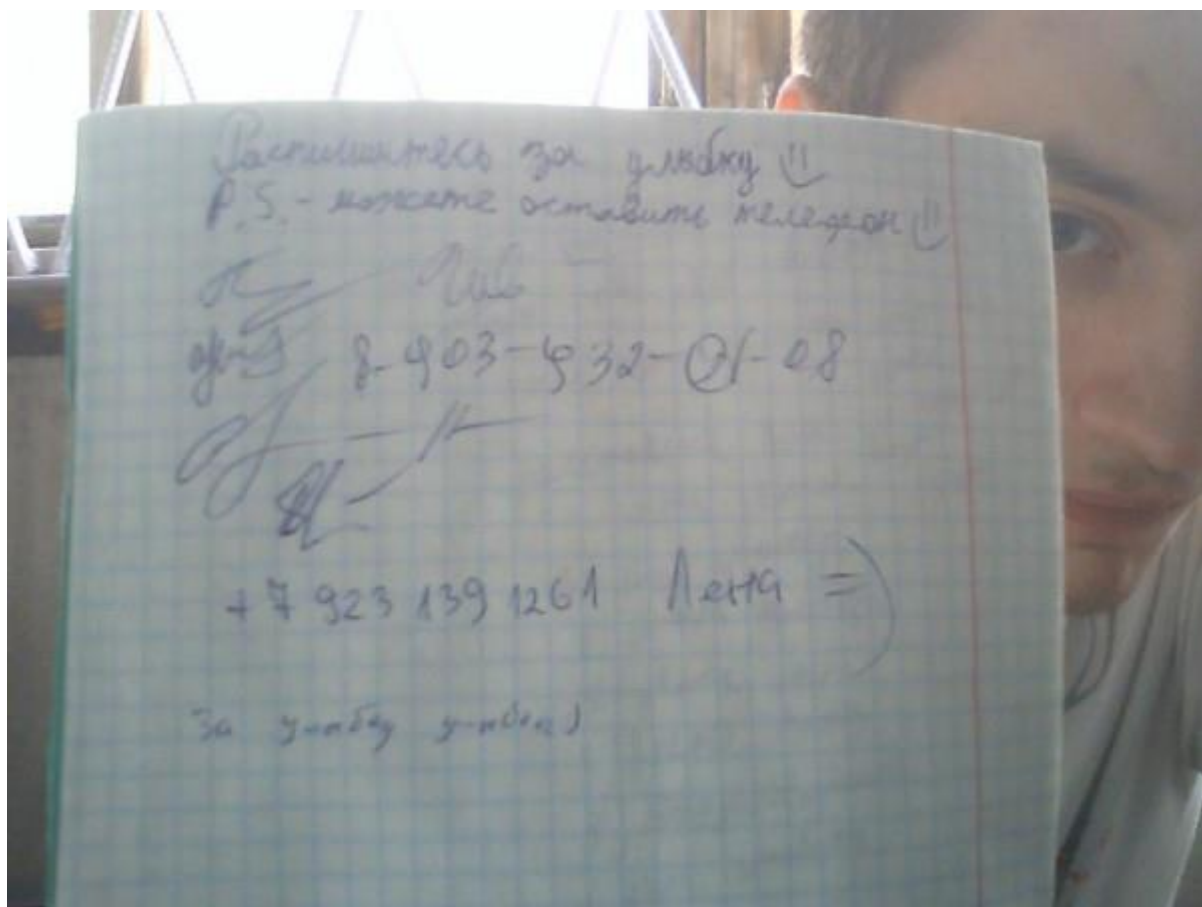 Распишитесь за улыбку
P.S. - можете оставить телефон
8-903-932-01-08
+7 923 139 1261 Лена =)
За улыбку улыбка)